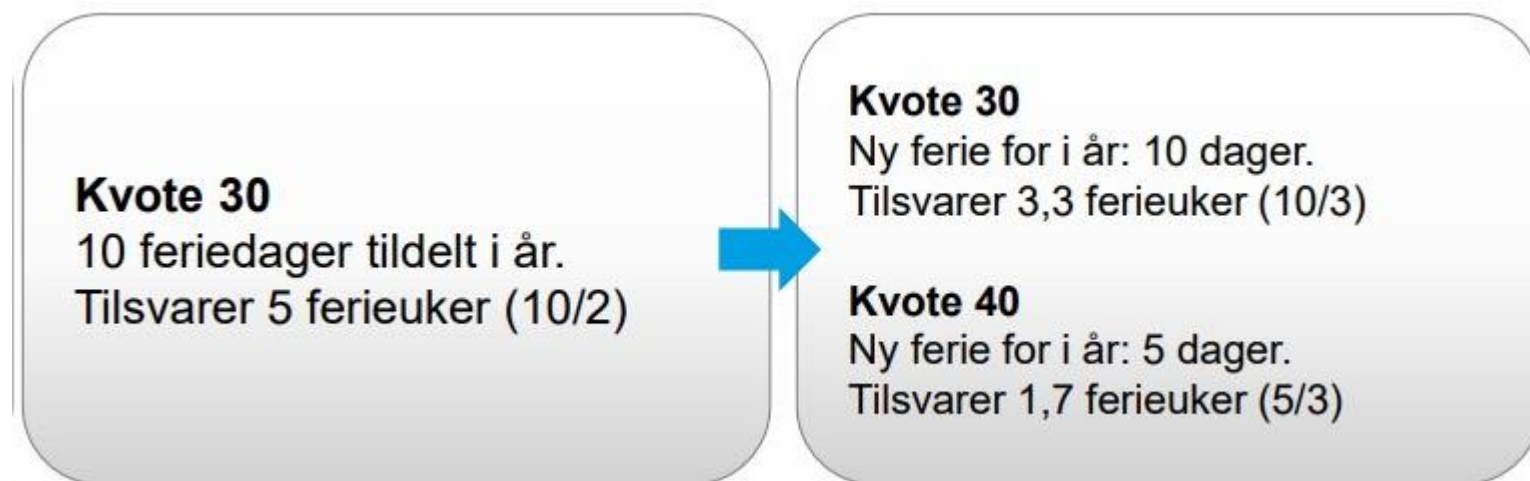 Kvote 30
10 feriedager tildelt i år.
Tilsvarer 5 ferieuker (10/2)
Kvote 30
Ny ferie for i år: 10 dager.
Tilsvarer 3,3 ferieuker (10/3)
Kvote 40
Ny ferie for i år: 5 dager.
Tilsvarer 1,7 ferieuker (5/3)